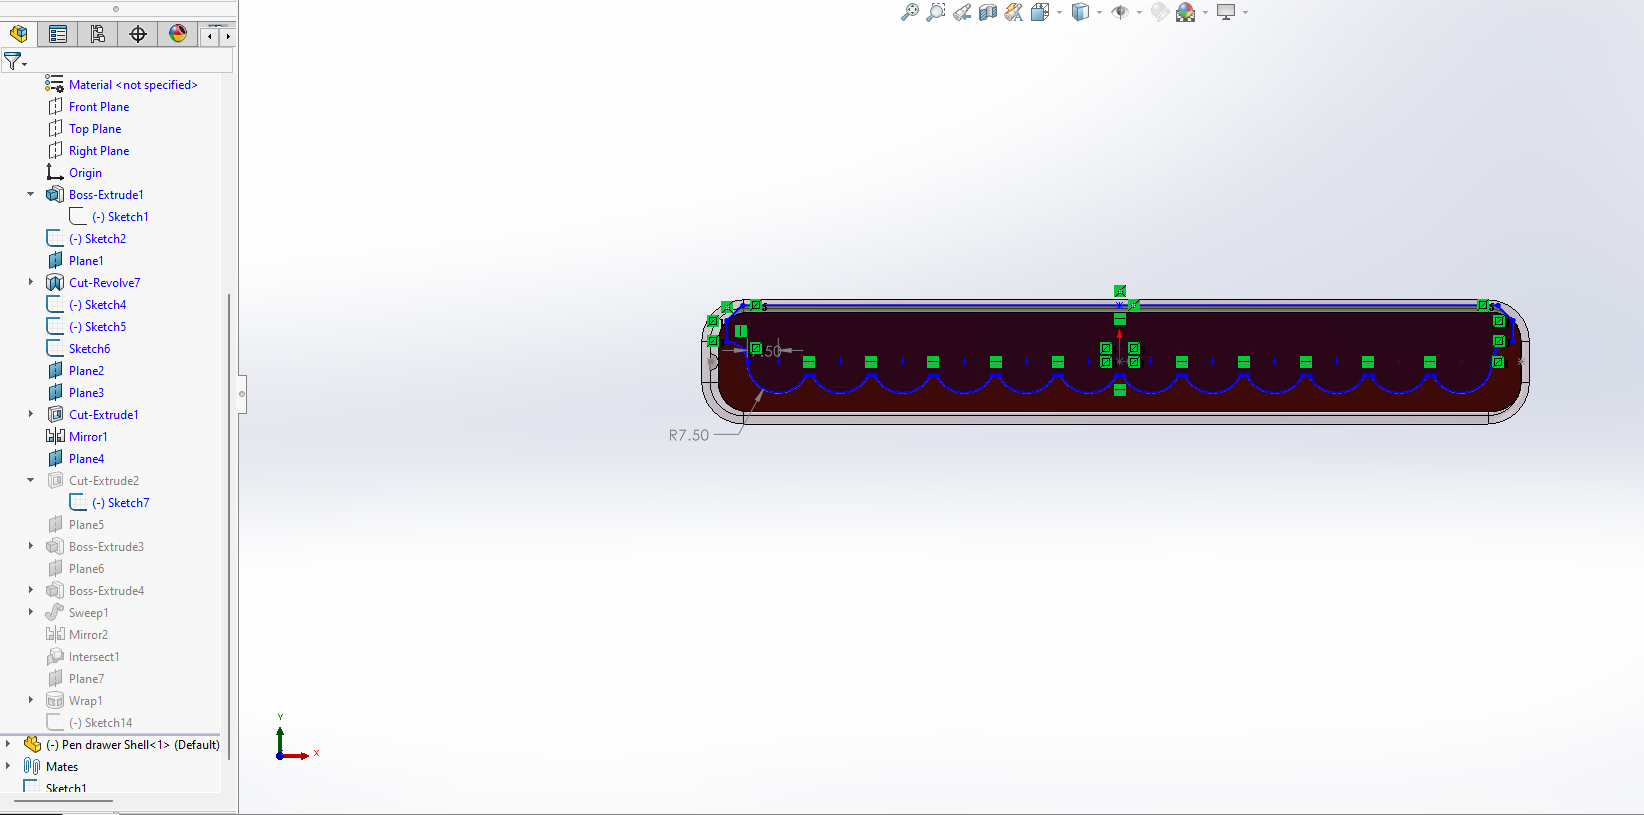 Material <not specified>
Front Plane
Top Plane
Right Plane
Origin
Boss-Extrude1
(-) Sketch1
(-) Sketch2
Plane1
Cut-Revolve7
(-) Sketch4
(-) Sketch5
Sketch6
Plane2
Plane3
Cut-Extrude1
Mirror1
Plane4
Cut-Extrude2
(-) Sketch7
Plane5
Boss-Extrude3
Plane6
Boss-Extrude4
Sweep1
Mirror2
Intersect1
Plane7
Wrap1
(-) Sketch14
(-) Pen drawer Shell<1> (Default)
Mates
Sketch1
R7.50
Y
X